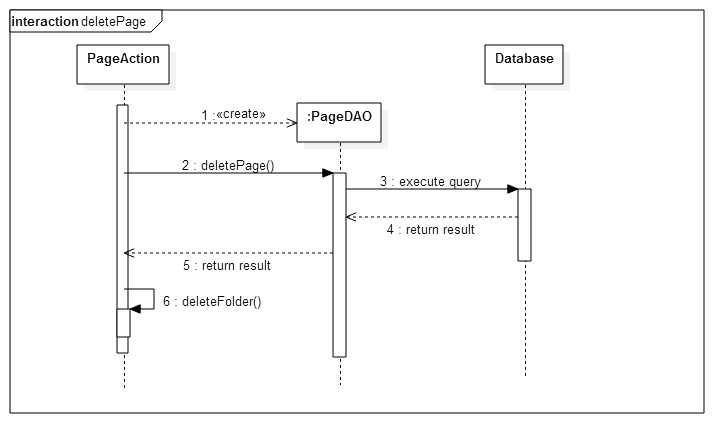 interaction deletePage
PageAction
Database
1 :«create»
:PageDAO
2 : deletePage()
3 : execute query
4 : return result
5 : return result
6 : deleteFolder()